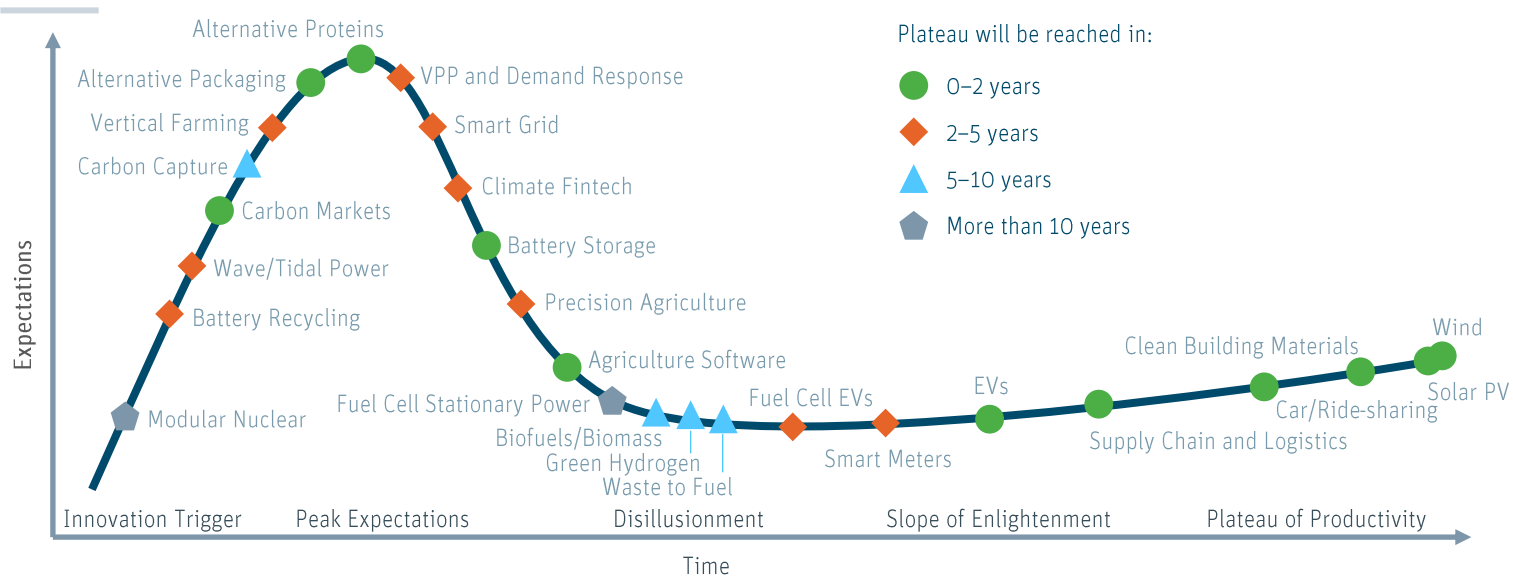 Alternative Proteins
Plateau will be reached in:
Alternative Packaging
VPP and Demand Response
0–2 years
Vertical Farming
Smart Grid
2–5 years
Carbon Capture
Climate Fintech
5–10 years
Carbon Markets
More than 10 years
Battery Storage
Wave/Tidal Power
Precision Agriculture
Battery Recycling
Expectations
Wind
Clean Building Materials
Agriculture Software
EVs
Solar PV
Fuel Cell EVs
Fuel Cell Stationary Power
Car/Ride-sharing
Modular Nuclear
Biofuels/Biomass
Supply Chain and Logistics
Green Hydrogen
Smart Meters
Waste to Fuel
Innovation Trigger
Peak Expectations
Disillusionment
Slope of Enlightenment
Plateau of Productivity
Time